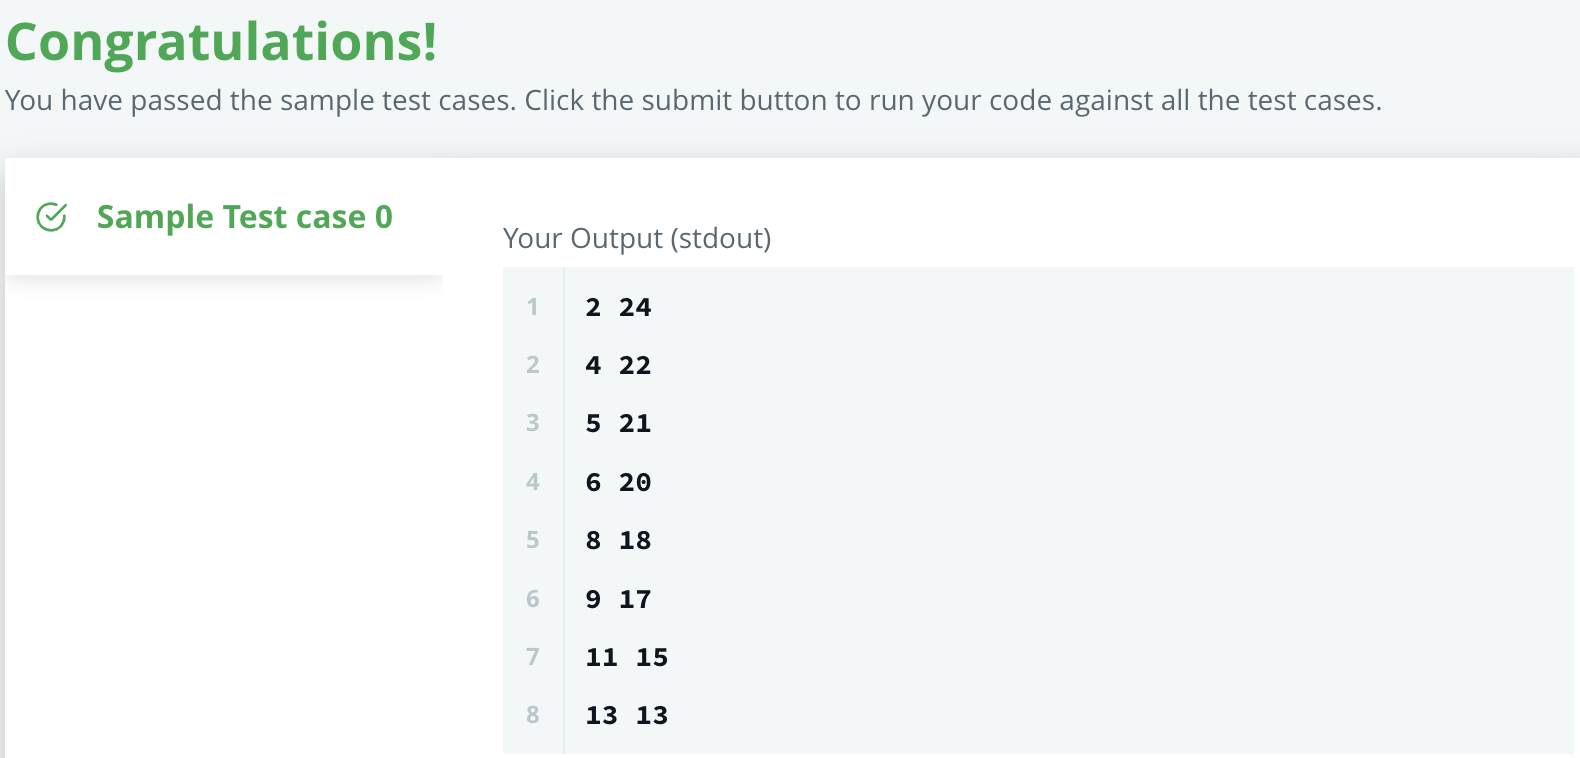 Congratulations!
You have passed the sample test cases. Click the submit button to run your code against all the test cases.
Sample Test case 0
Your Output (stdout)
1 2 24
2 4 22
3 5 21
4 6 20
5 8 18
6 9 17
7 11 15
8 13 13